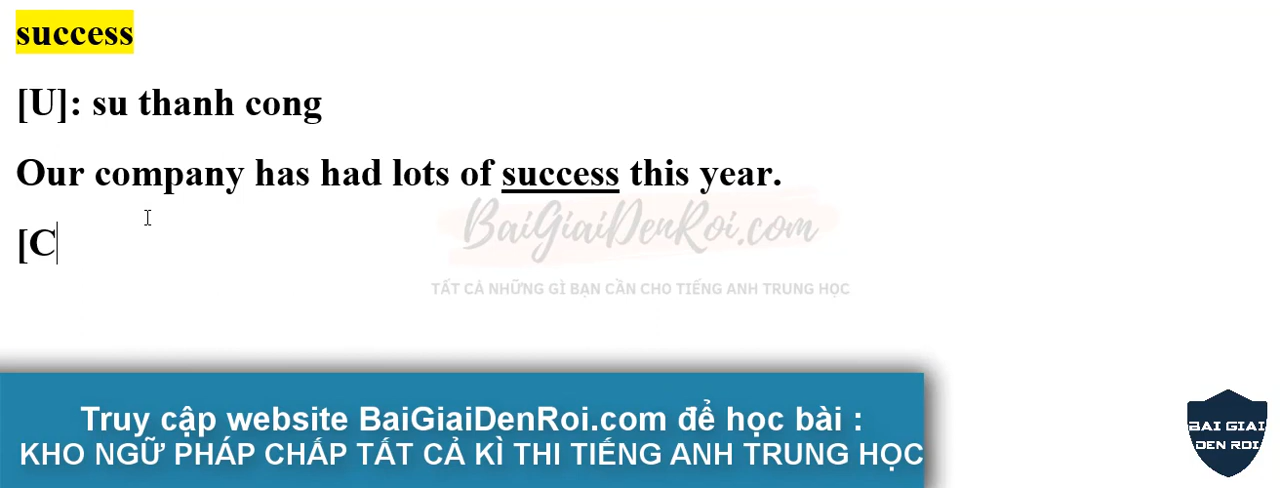 success
[U]: su thanh cong
Our company has had lots of success this year.
[C
BaiGiaiDenRoi.com
TẤT CẢ NHỮNG GÌ BẠN CẦN CHO TIẾNG ANH TRUNG HỌC
Truy cập website BaiGiaiDenRoi.com để học bài :
KHO NGỮ PHÁP CHẤP TẤT CẢ KÌ THI TIẾNG ANH TRUNG HỌC
BAI GIAI
DEN ROI